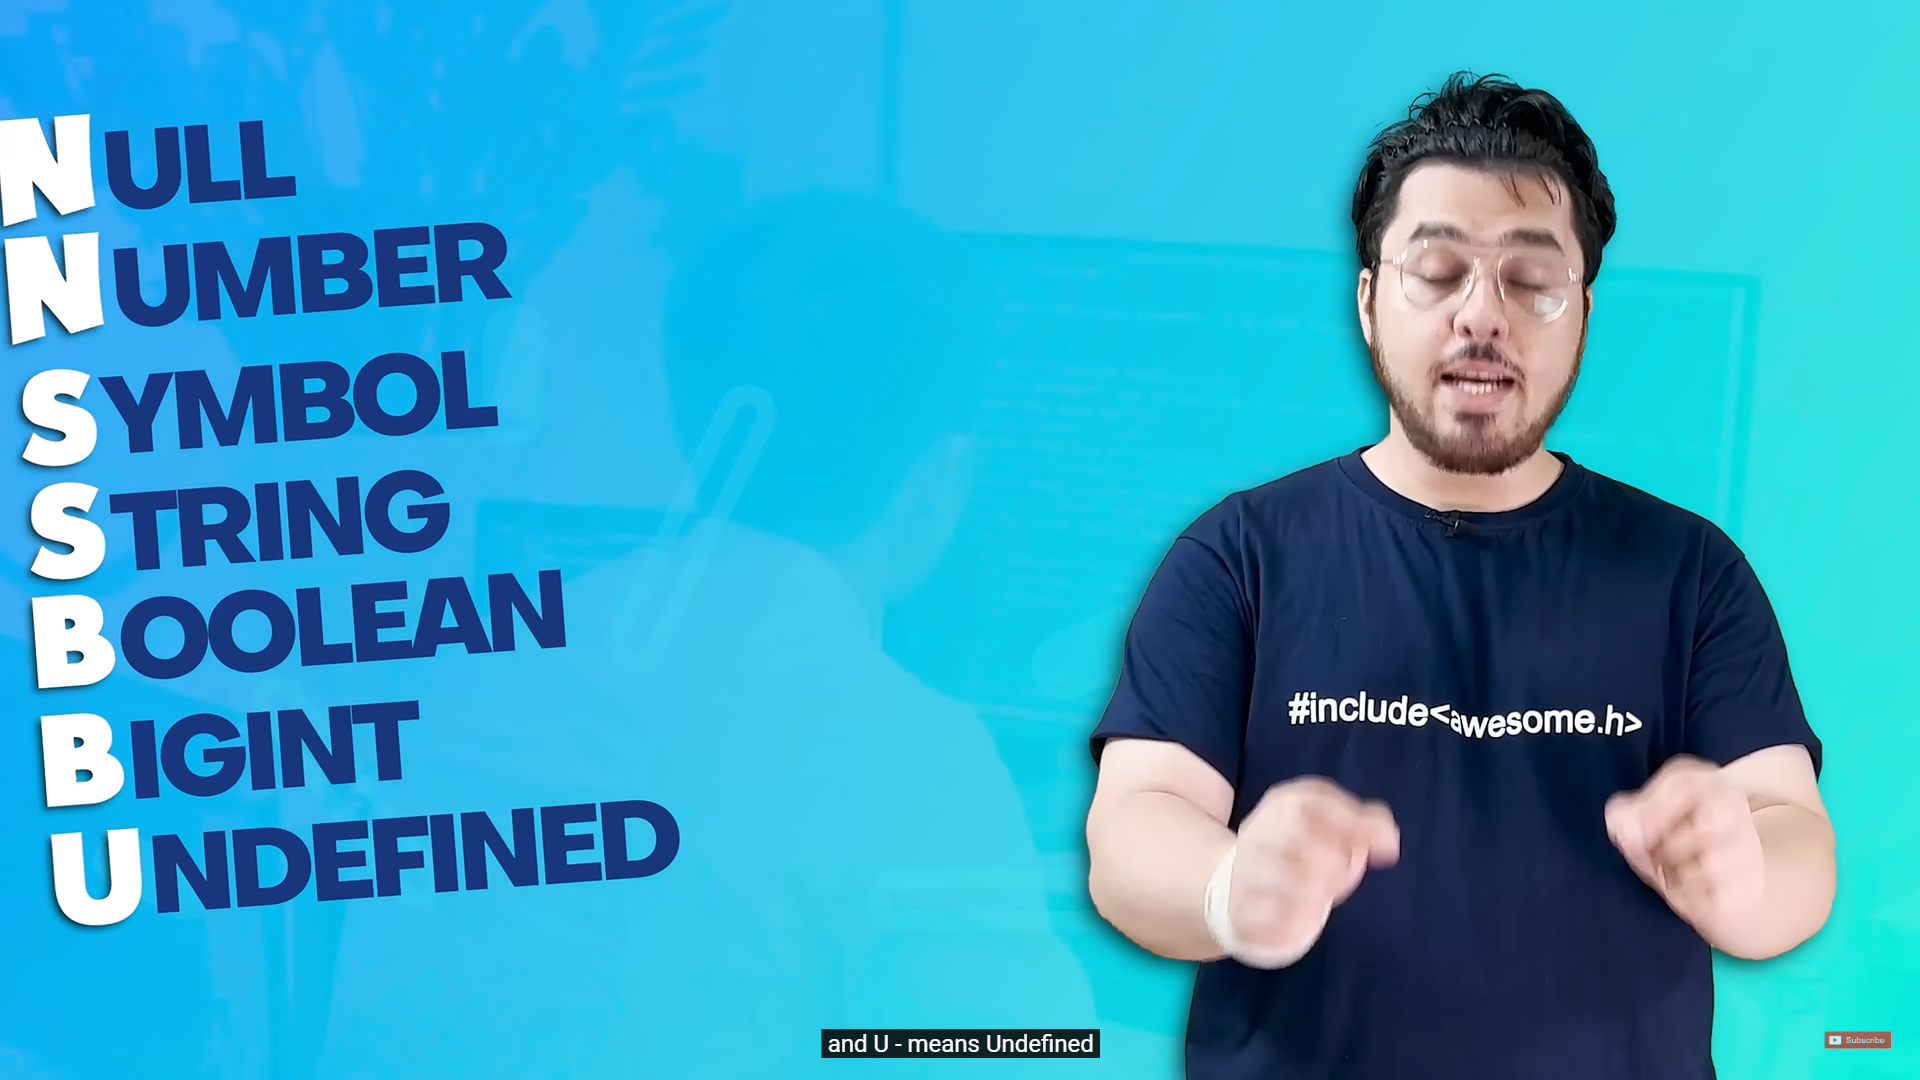 NULL
NUMBER
SYMBOL
STRING
BOOLEAN
BIGINT
UNDEFINED
#include<awesome.h>
and U - means Undefined
Subscribe